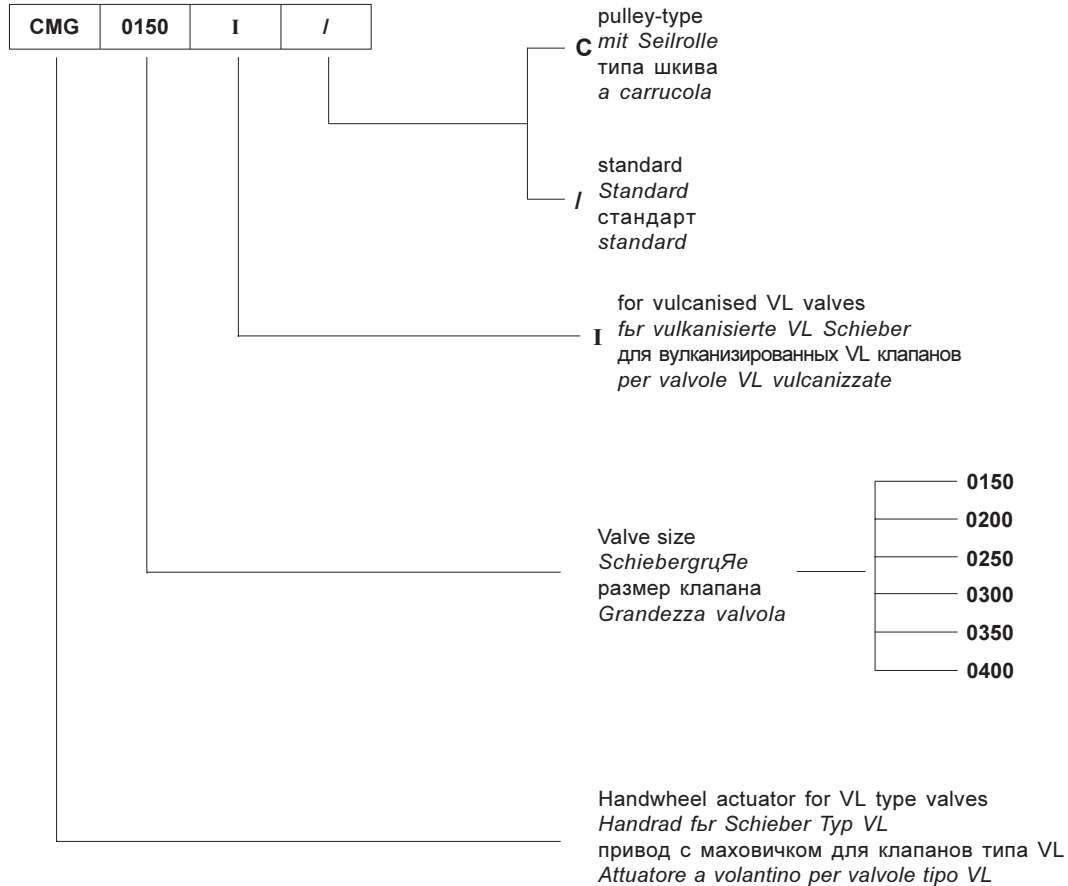 CMG 0150 I /
C
pulley-type
mit Seilrolle
типа шкива
a carrucola
/
standard
Standard
стандарт
standard
I
for vulcanised VL valves
fьr vulkanisierte VL Schieber
для вулканизированных VL клапанов
per valvole VL vulcanizzate
Valve size
SchiebergrцЯe
размер клапана
Grandezza valvola
0150
0200
0250
0300
0350
0400
Handwheel actuator for VL type valves
Handrad fьr Schieber Typ VL
привод с маховичком для клапанов типа VL
Attuatore a volantino per valvole tipo VL